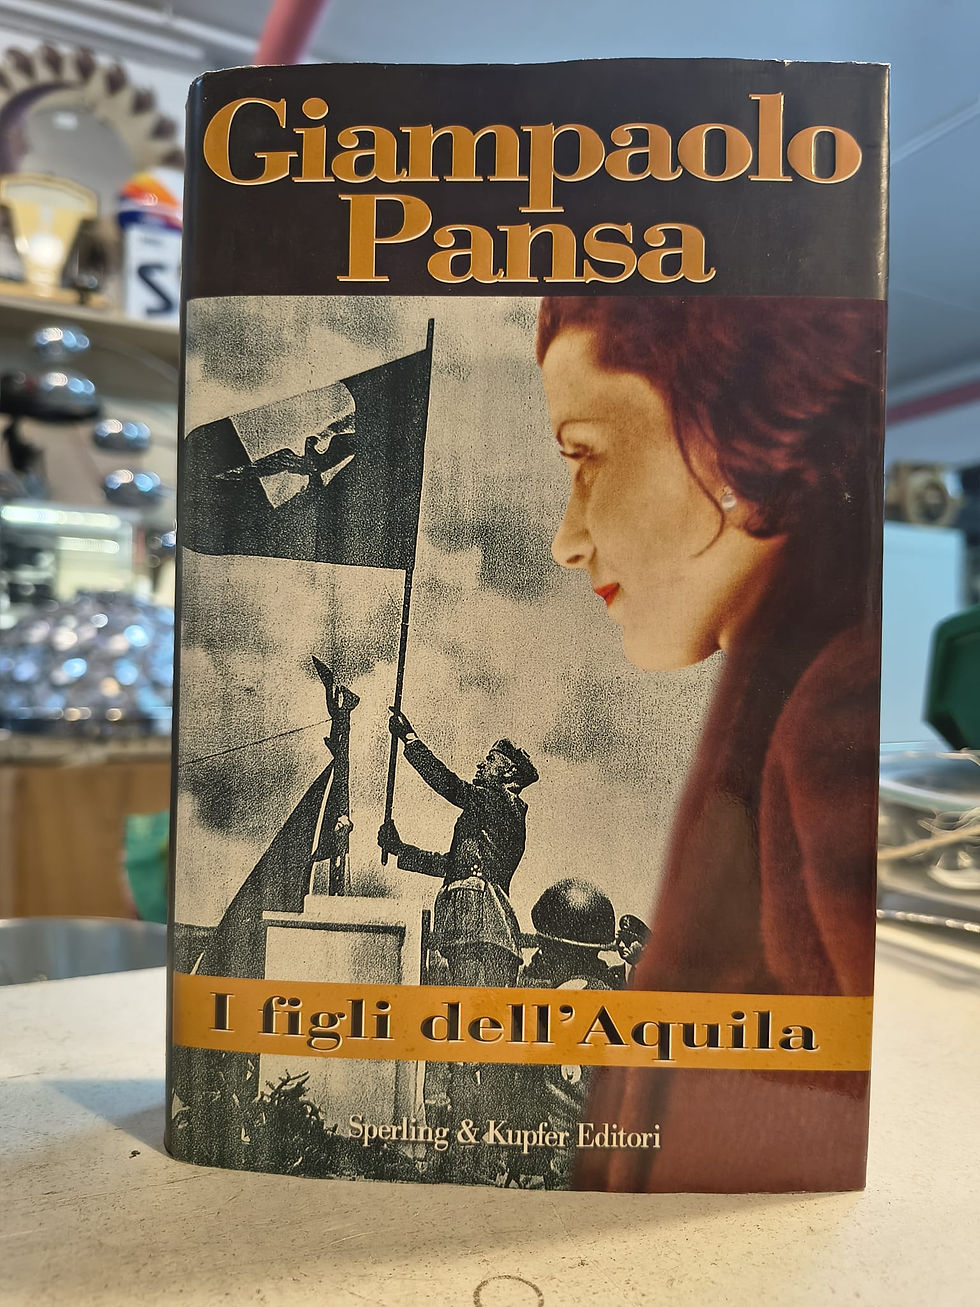 Giampaolo
Pansa
I figli dell'Aquila
Sperling & Kupfer Editori